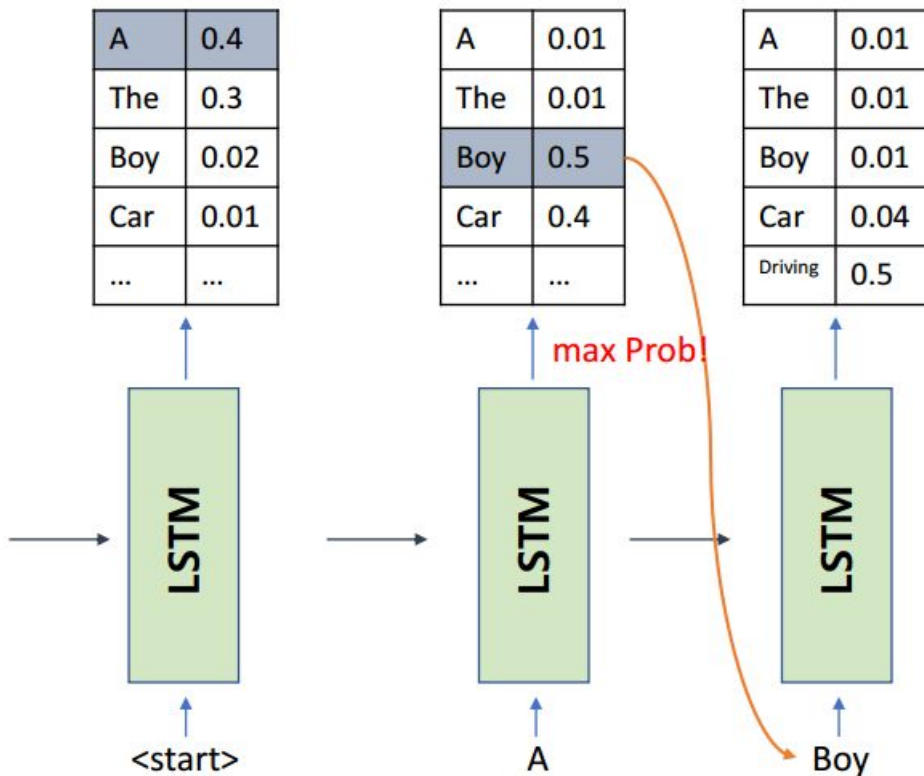 A 0.4 A 0.01 A 0.01
The 0.3 The 0.01 The 0.01
Boy 0.02 Boy 0.5 Boy 0.01
Car 0.01 Car 0.4 Car 0.04
... ... ... ... Driving 0.5
max Prob!
LSTM LSTM LSTM
<start> A Boy